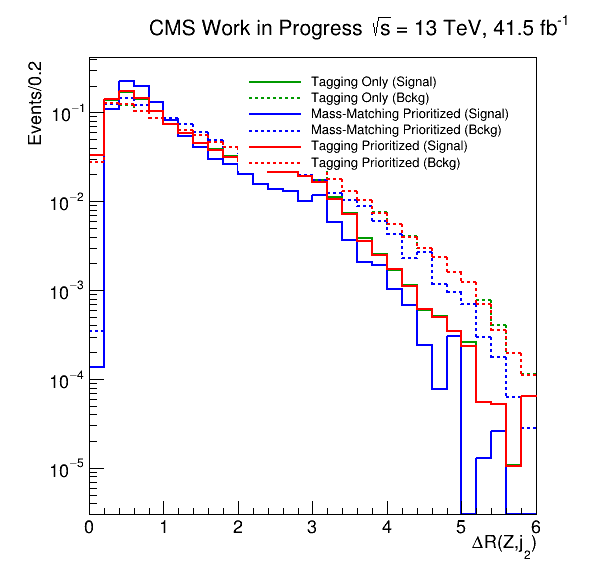 CMS Work in Progress √s = 13 TeV, 41.5 fb⁻¹
Events/0.2
Tagging Only (Signal)
Tagging Only (Bckg)
Mass-Matching Prioritized (Signal)
Mass-Matching Prioritized (Bckg)
Tagging Prioritized (Signal)
Tagging Prioritized (Bckg)
10⁻¹
10⁻²
10⁻³
10⁻⁴
10⁻⁵
0 1 2 3 4 5 6
ΔR(Z,j₂)